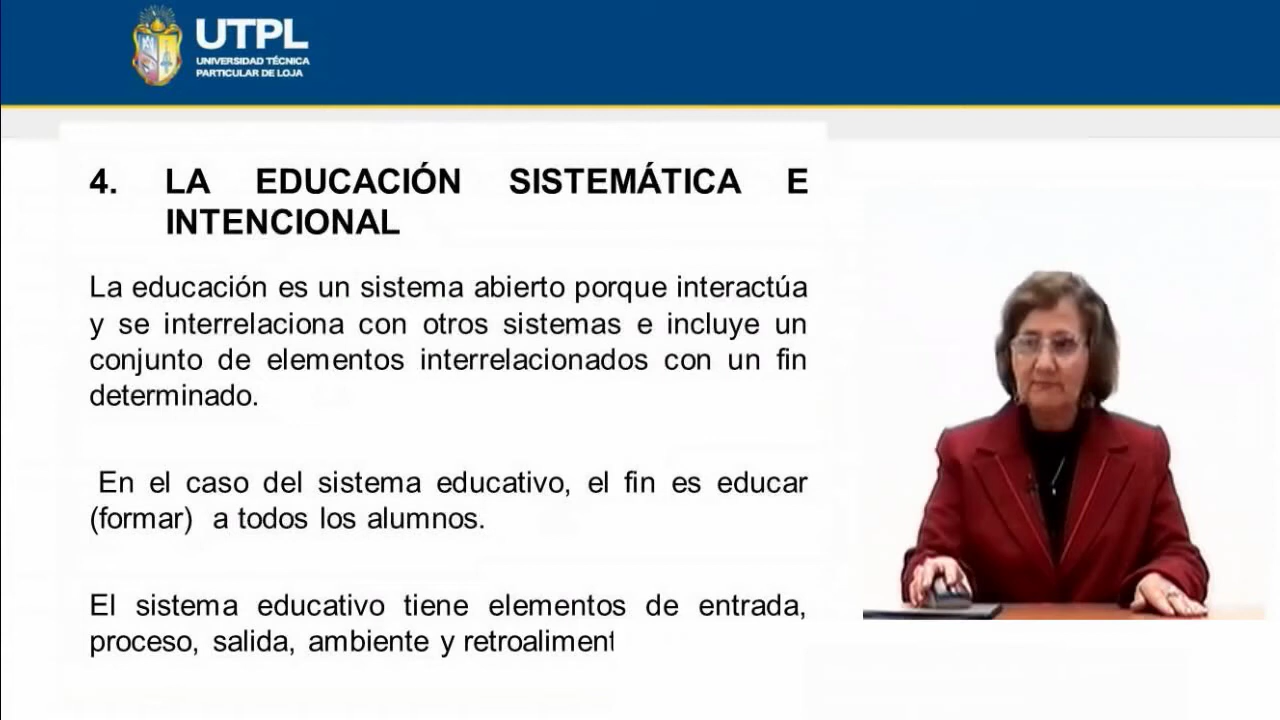 UTPL
UNIVERSIDAD TÉCNICA
PARTICULAR DE LOJA
4. LA EDUCACIÓN SISTEMÁTICA E
INTENCIONAL
La educación es un sistema abierto porque interactúa
y se interrelaciona con otros sistemas e incluye un
conjunto de elementos interrelacionados con un fin
determinado.
En el caso del sistema educativo, el fin es educar
(formar) a todos los alumnos.
El sistema educativo tiene elementos de entrada,
proceso, salida, ambiente y retroaliment